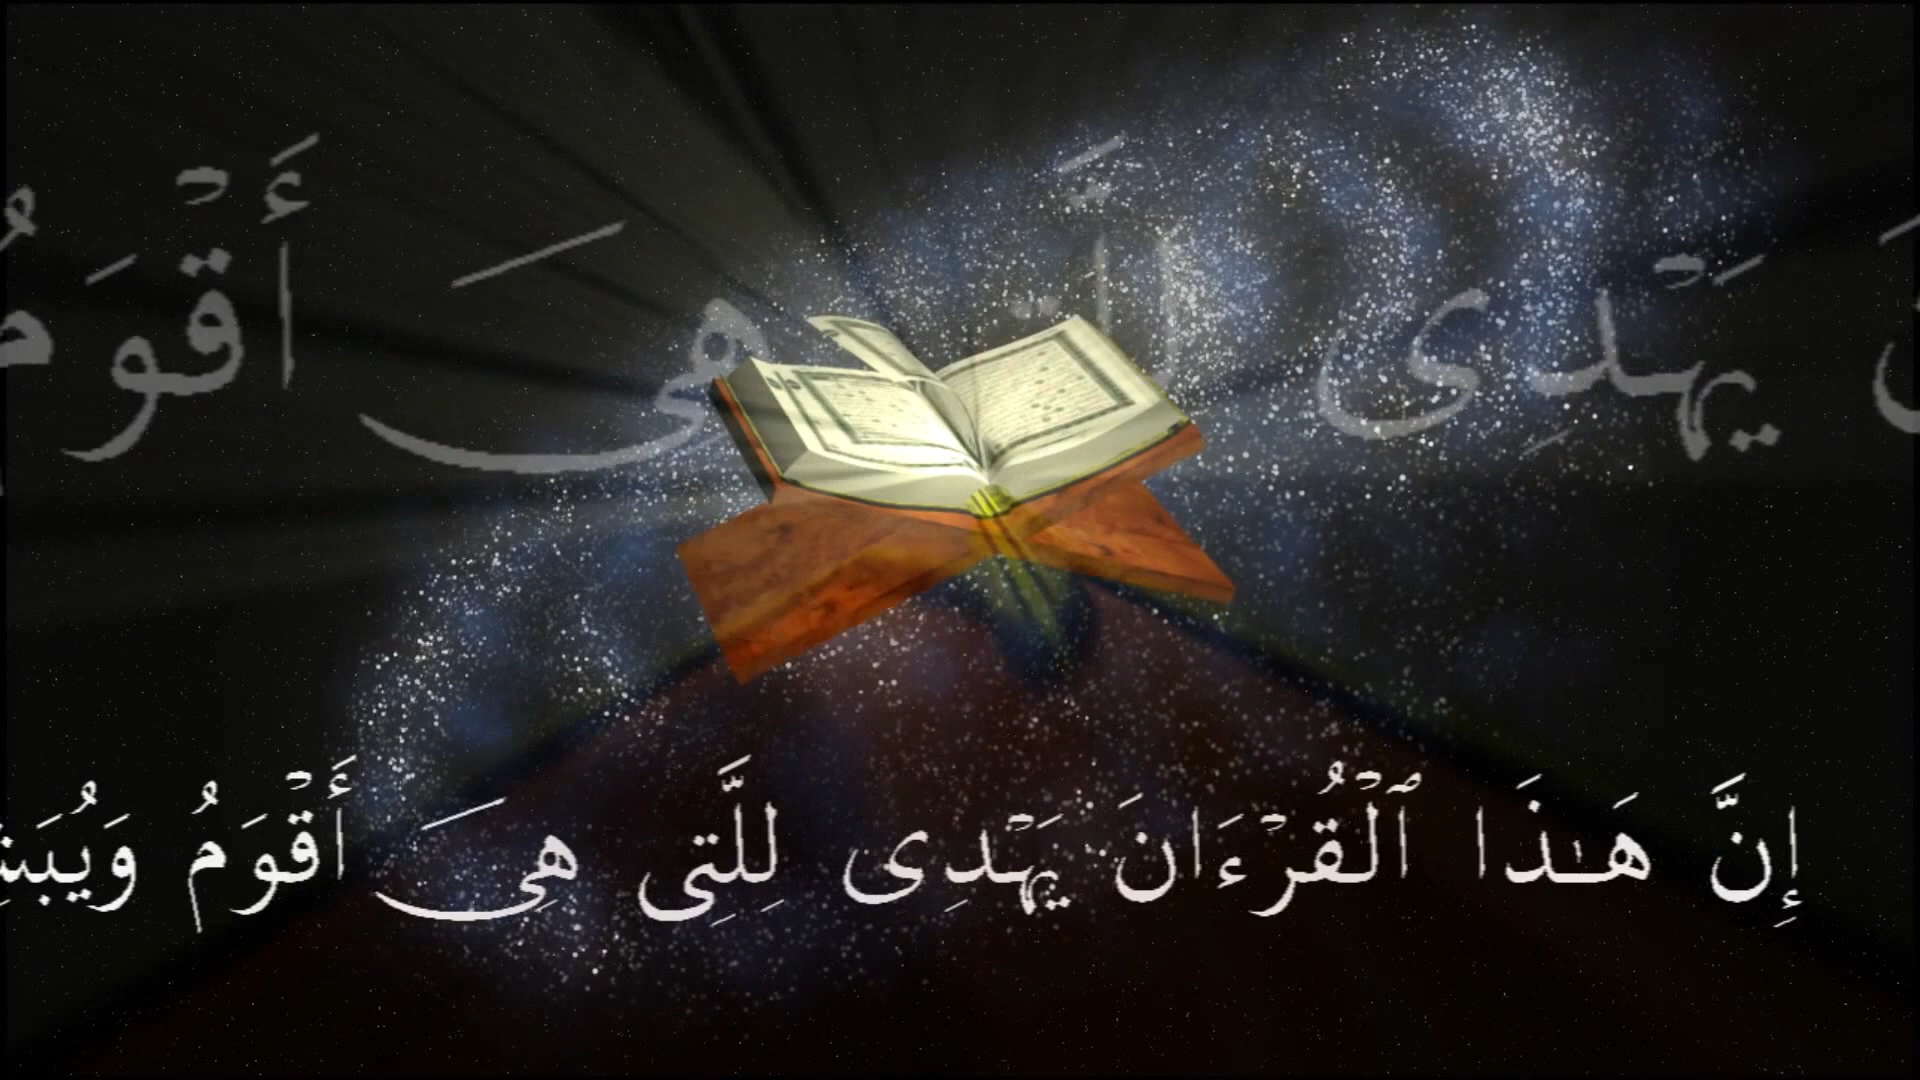 يَهْدِى لِلَّتِى هِىَ أَقْوَمُ
إِنَّ هَـٰذَا ٱلْقُرْءَانَ يَهْدِى لِلَّتِى هِىَ أَقْوَمُ